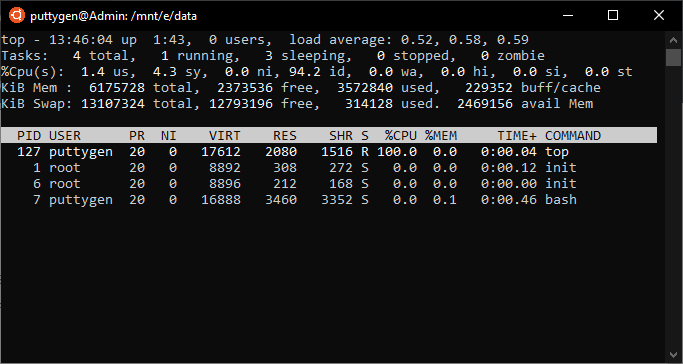 puttygen@Admin: /mnt/e/data
top - 13:46:04 up  1:43,  0 users,  load average: 0.52, 0.58, 0.59
Tasks:   4 total,   1 running,   3 sleeping,   0 stopped,   0 zombie
%Cpu(s):  1.4 us,  4.3 sy,  0.0 ni, 94.2 id,  0.0 wa,  0.0 hi,  0.0 si,  0.0 st
KiB Mem :  6175728 total,  2373536 free,  3572840 used,   229352 buff/cache
KiB Swap: 13107324 total, 12793196 free,   314128 used.  2469156 avail Mem
  PID USER      PR  NI    VIRT    RES    SHR S  %CPU %MEM     TIME+ COMMAND
  127 puttygen  20   0   17612   2080   1516 R 100.0  0.0   0:00.04 top
    1 root      20   0    8892    308    272 S   0.0  0.0   0:00.12 init
    6 root      20   0    8896    212    168 S   0.0  0.0   0:00.00 init
    7 puttygen  20   0   16888   3460   3352 S   0.0  0.1   0:00.46 bash